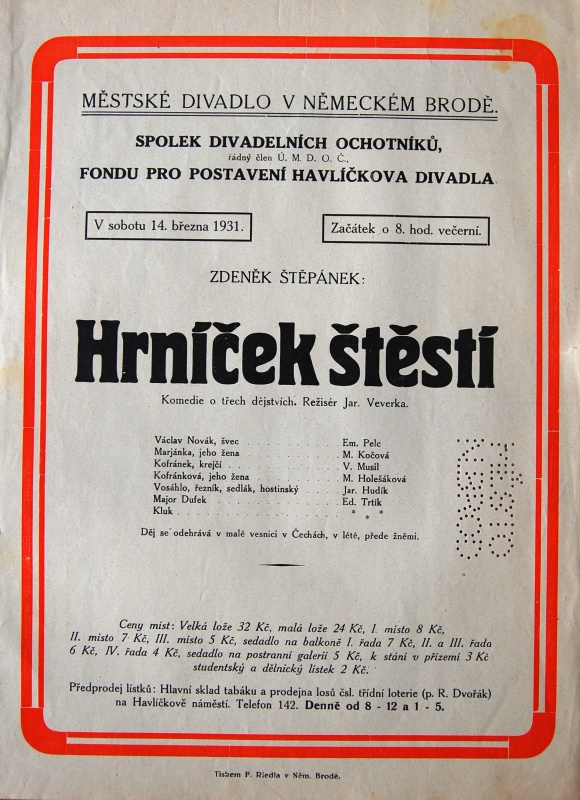 MĚSTSKÉ DIVADLO V NĚMECKÉM BRODĚ.
SPOLEK DIVADELNÍCH OCHOTNÍKŮ,
řádný člen Ú. M. D. O. Č.,
FONDU PRO POSTAVENÍ HAVLÍČKOVA DIVADLA
V sobotu 14. března 1931.
Začátek o 8. hod. večerní.
ZDENĚK ŠTĚPÁNEK:
Hrníček štěstí
Komedie o třech dějstvích. Režisér Jar. Veverka.
Václav Novák, švec . . . . . . . . . . Em. Pelc
Marjánka, jeho žena . . . . . . . . . . M. Kočová
Kofránek, krejčí . . . . . . . . . . V. Musil
Kofránková, jeho žena . . . . . . . . . . M. Holešáková
Vosáhlo, řezník, sedlák, hostinský . . . . . Jar. Hudík
Major Dufek . . . . . . . . . . Ed. Trtík
Kluk . . . . . . . . . . * * *
Děj se odehrává v malé vesnici v Čechách, v létě, přede žněmi.
Ceny míst: Velká lože 32 Kč, malá lože 24 Kč, I. místo 8 Kč,
II. místo 7 Kč, III. místo 5 Kč, sedadlo na balkoně I. řada 7 Kč, II. a III. řada
6 Kč, IV. řada 4 Kč, sedadlo na postranní galerii 5 Kč, k stání v přízemí 3 Kč
studentský a dělnický lístek 2 Kč.
Předprodej lístků: Hlavní sklad tabáku a prodejna losů čsl. třídní loterie (p. R. Dvořák)
na Havlíčkově náměstí. Telefon 142. Denně od 8 - 12 a 1 - 5.
Tiskem F. Riedla v Něm. Brodě.